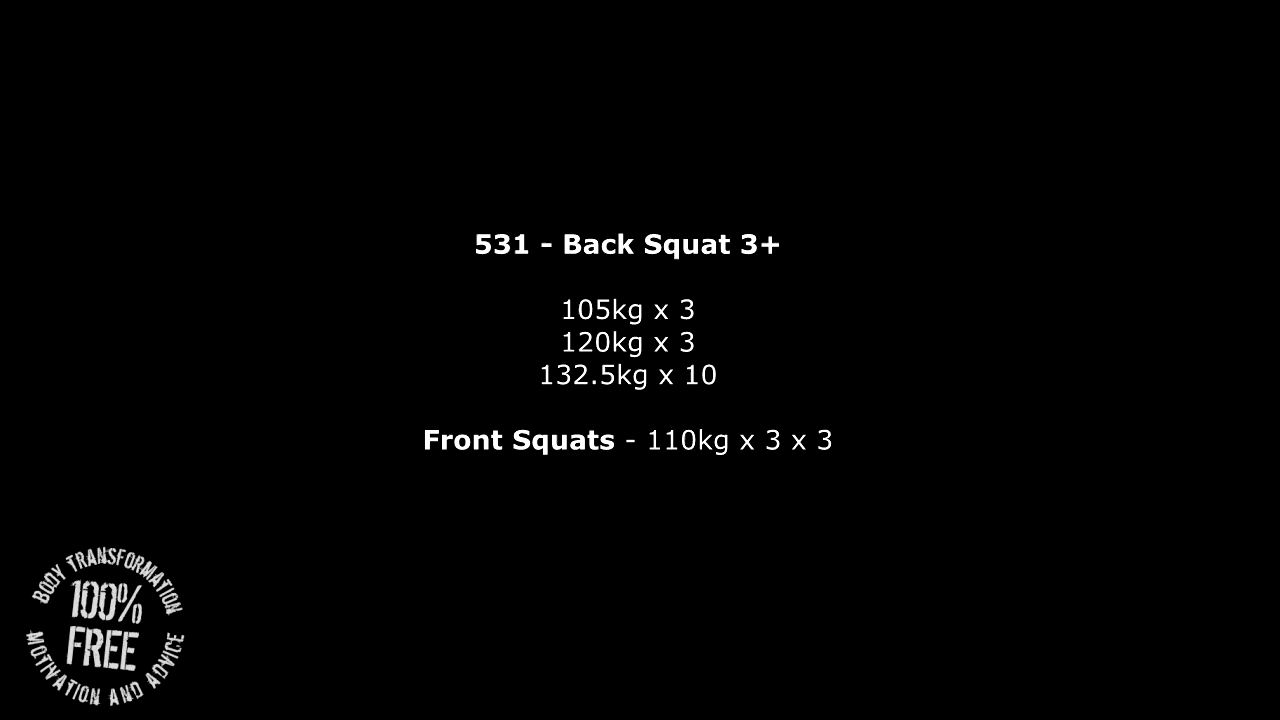 531 - Back Squat 3+
105kg x 3
120kg x 3
132.5kg x 10
Front Squats - 110kg x 3 x 3
BODY TRANSFORMATION
100%
FREE
MOTIVATION AND ADVICE